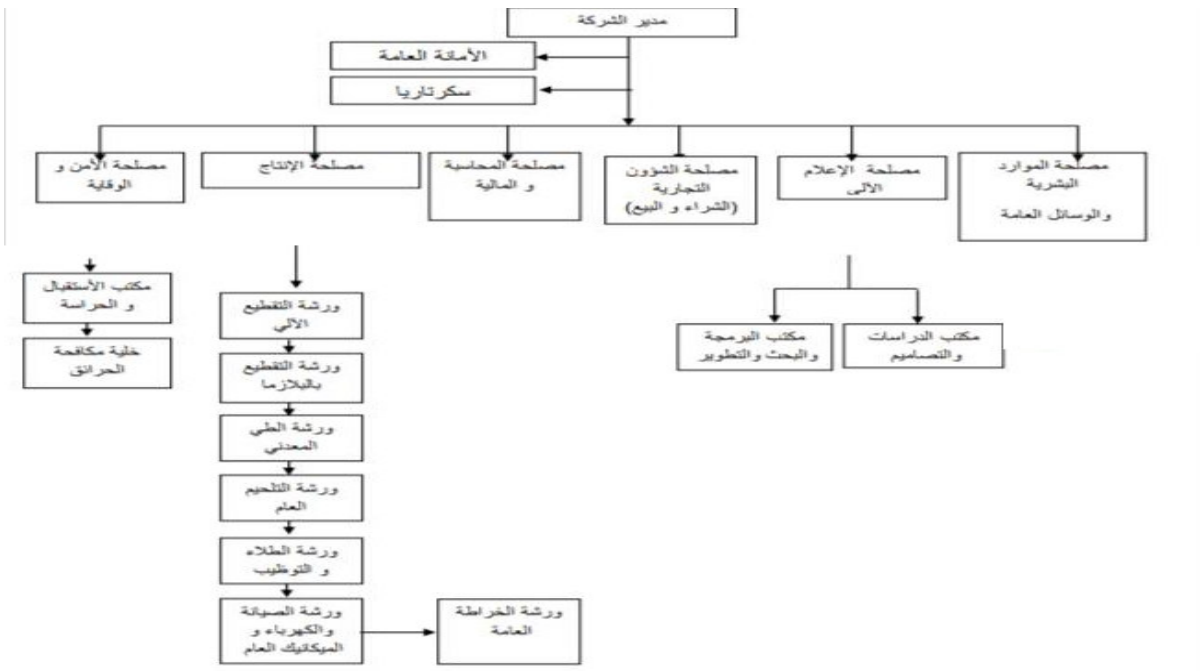 مدير الشركة
الأمانة العامة
سكرتاريا
مصلحة الموارد
البشرية
والوسائل العامة
مصلحة الإعلام
الآلي
مصلحة الشؤون
التجارية
(الشراء و البيع)
مصلحة المحاسبة
و المالية
مصلحة الإنتاج
مصلحة الأمن و
الوقاية
مكتب الدراسات
والتصاميم
مكتب البرمجة
والبحث والتطوير
ورشة التقطيع
الآلي
ورشة التقطيع
بالبلازما
ورشة الطي
المعدني
ورشة التلحيم
العام
ورشة الطلاء
و التوظيب
ورشة الصيانة
والكهرباء و
الميكانيك العام
ورشة الخراطة
العامة
مكتب الأستقبال
و الحراسة
خلية مكافحة
الحرائق